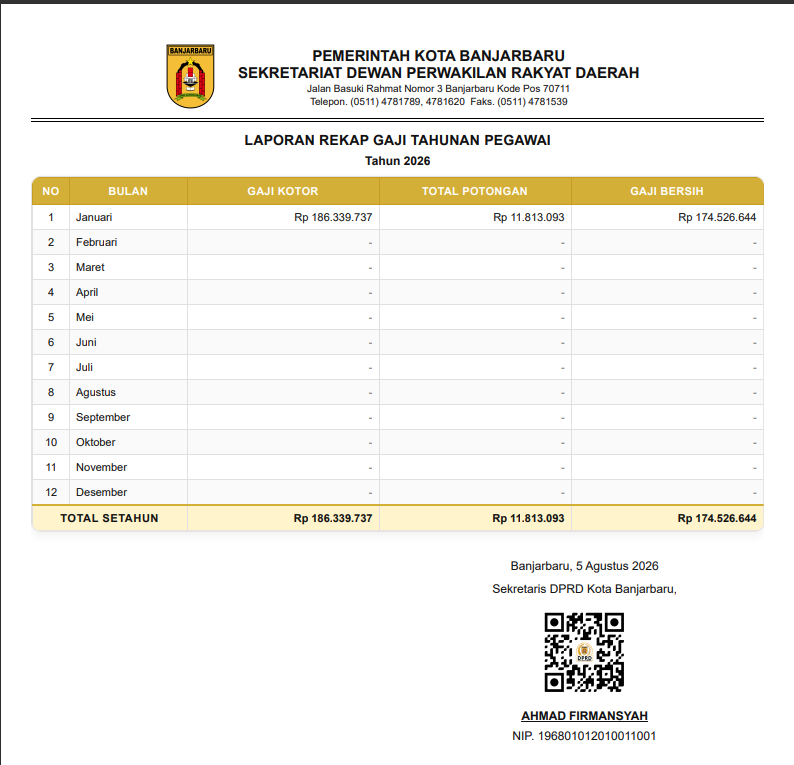 BANJARBARU
PEMERINTAH KOTA BANJARBARU
SEKRETARIAT DEWAN PERWAKILAN RAKYAT DAERAH
Jalan Basuki Rahmat Nomor 3 Banjarbaru Kode Pos 70711
Telepon. (0511) 4781789, 4781620 Faks. (0511) 4781539
LAPORAN REKAP GAJI TAHUNAN PEGAWAI
Tahun 2026
NO BULAN GAJI KOTOR TOTAL POTONGAN GAJI BERSIH
1 Januari Rp 186.339.737 Rp 11.813.093 Rp 174.526.644
2 Februari - - -
3 Maret - - -
4 April - - -
5 Mei - - -
6 Juni - - -
7 Juli - - -
8 Agustus - - -
9 September - - -
10 Oktober - - -
11 November - - -
12 Desember - - -
TOTAL SETAHUN Rp 186.339.737 Rp 11.813.093 Rp 174.526.644
Banjarbaru, 5 Agustus 2026
Sekretaris DPRD Kota Banjarbaru,
DPRD
AHMAD FIRMANSYAH
NIP. 196801012010011001